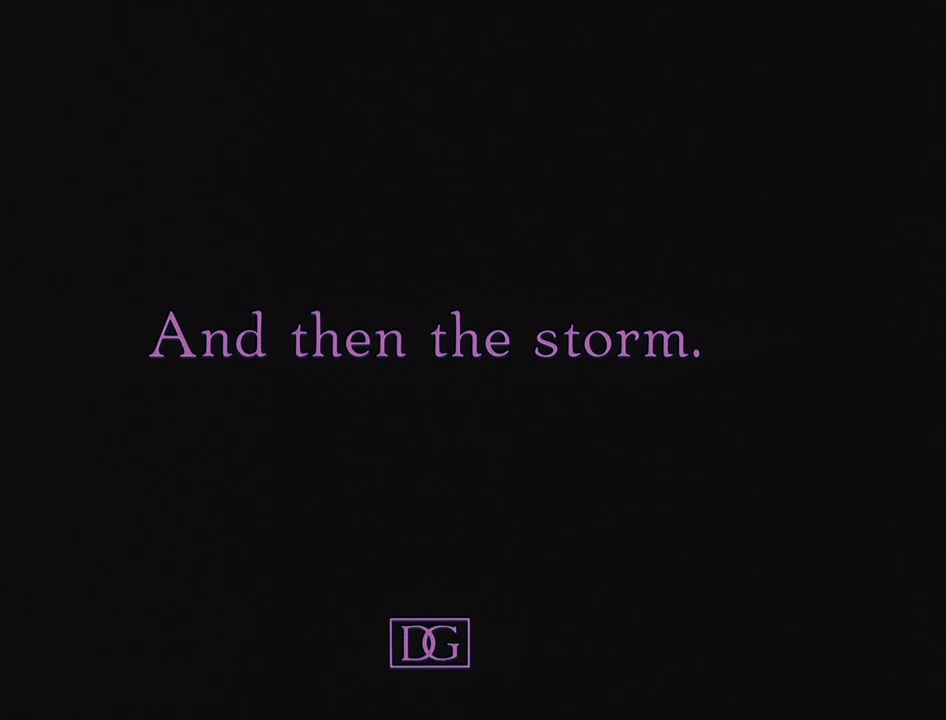 And then the storm.
DG